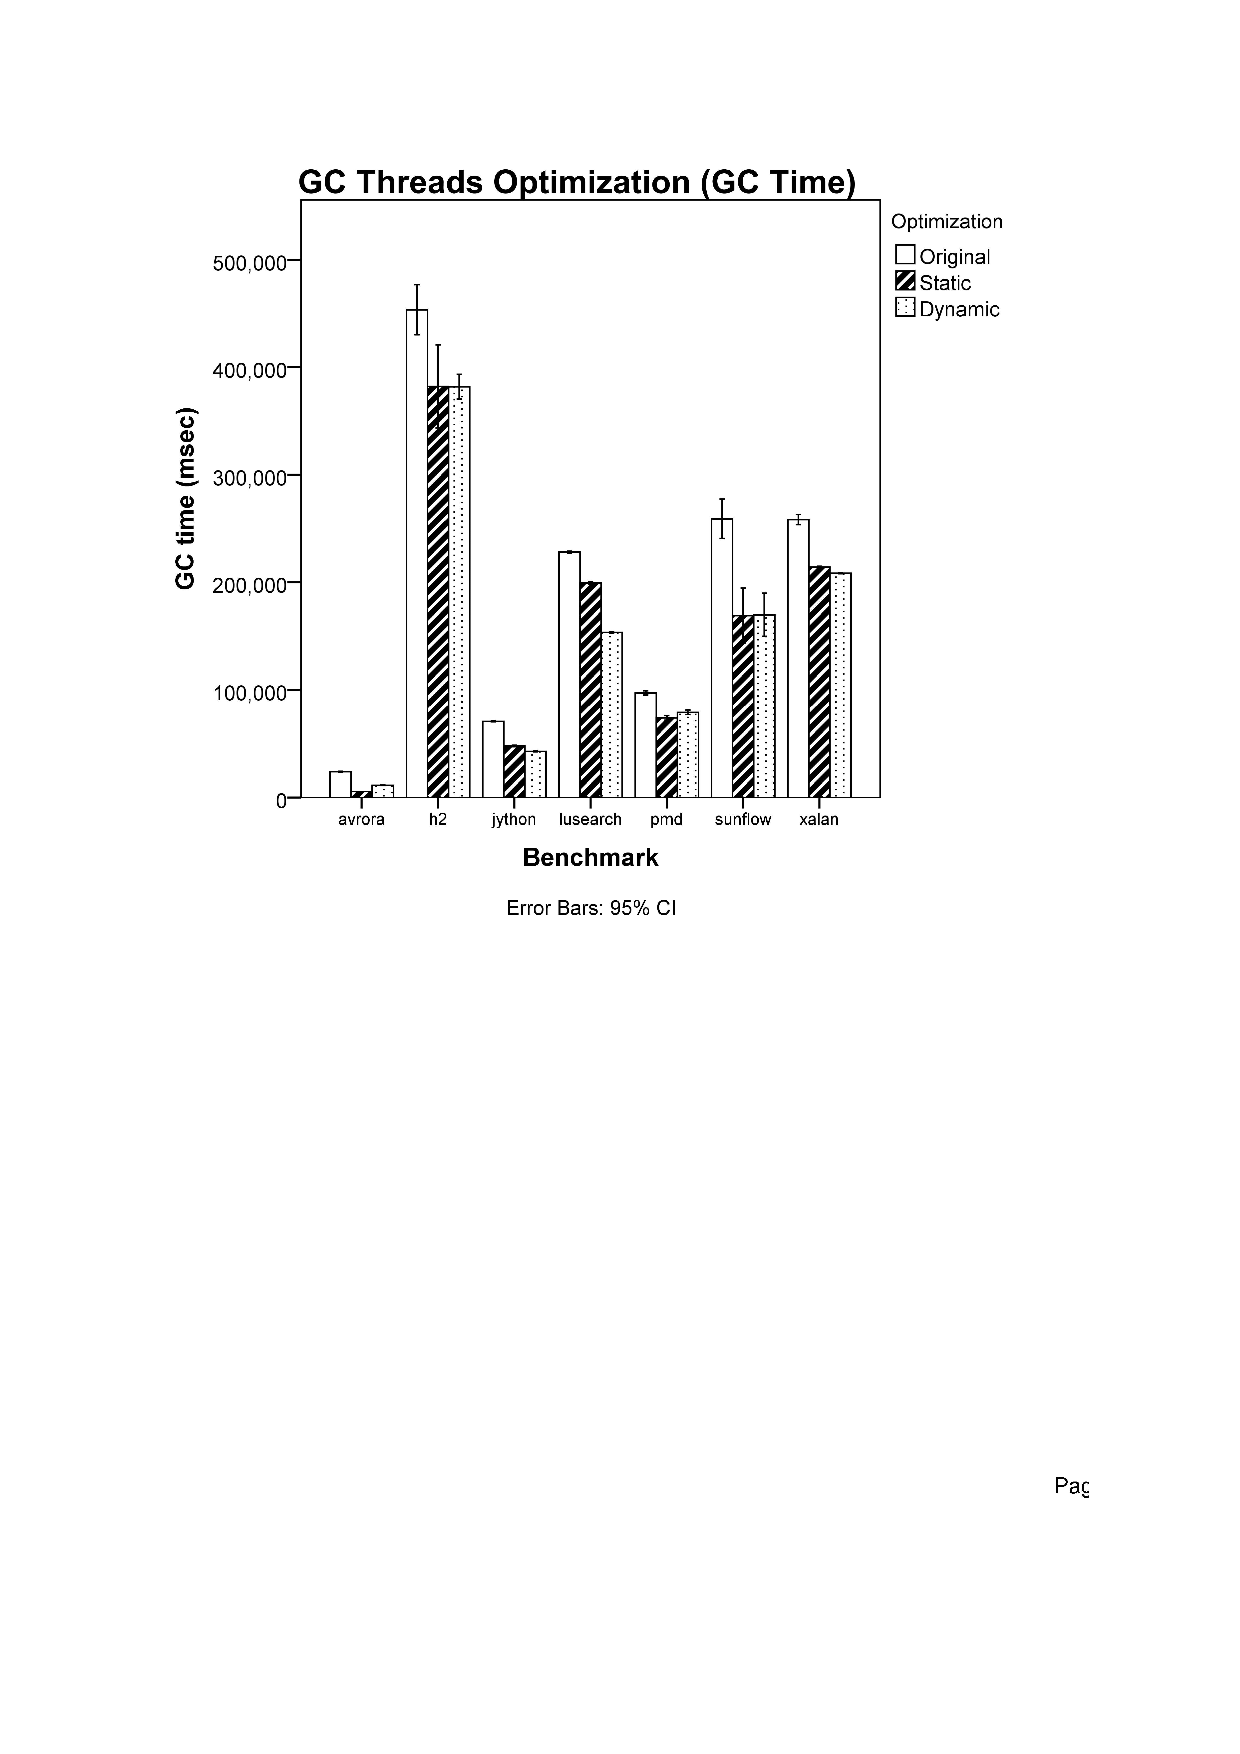 GC Threads Optimization (GC Time)
Optimization
Original
Static
Dynamic
GC time (msec)
500,000
400,000
300,000
200,000
100,000
0
avrora h2 jython lusearch pmd sunflow xalan
Benchmark
Error Bars: 95% CI
Pag